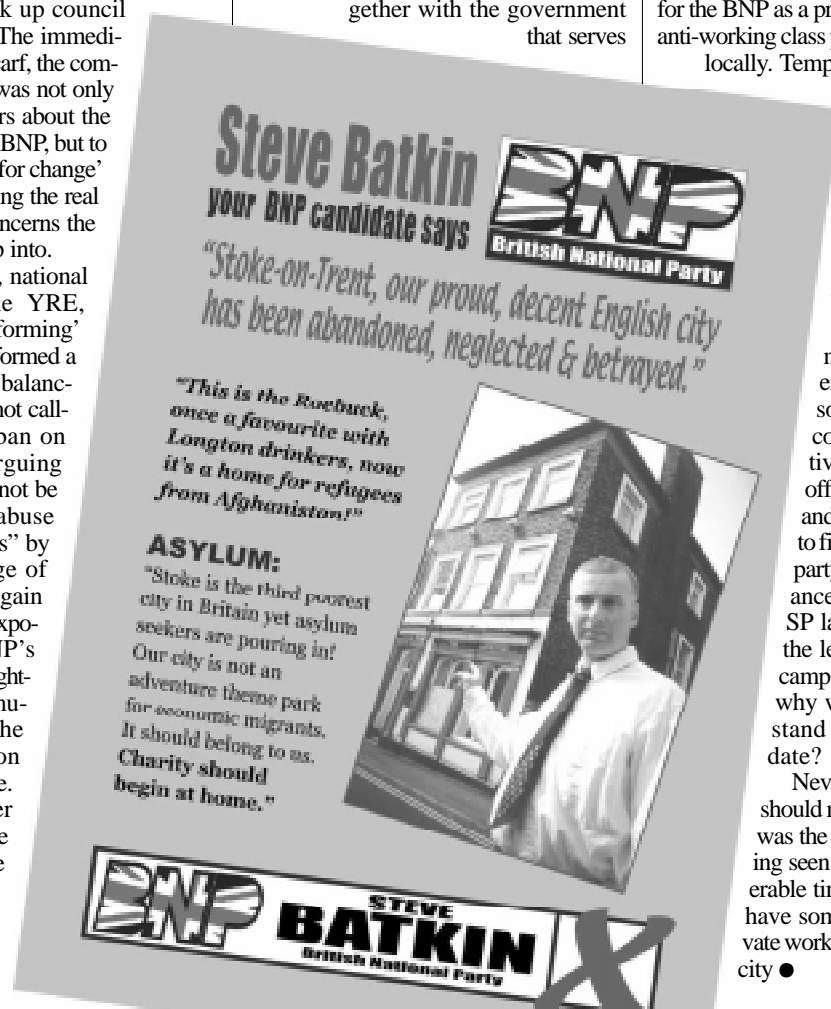 k up council
The immedi-
earf, the com-
was not only
rs about the
BNP, but to
for change'
ng the real
ncerns the
p into.
, national
e YRE,
forming'
formed a
balanc-
not call-
ban on
rguing
not be
abuse
s” by
ge of
gain
xpo-
NP's
ght-
nu-
he
on
e.
er
e
e
gether with the government
that serves
for the BNP as a pr
anti-working class
locally. Temp
Steve Batkin
your BNP candidate says
BNP
British National Party
“Stoke-on-Trent, our proud, decent English city
has been abandoned, neglected & betrayed.”
“This is the Roebuck,
once a favourite with
Longton drinkers, now
it's a home for refugees
from Afghanistan!”
ASYLUM:
“Stoke is the third poorest
city in Britain yet asylum
seekers are pouring in!
Our city is not an
adventure theme park
for economic migrants.
It should belong to us.
Charity should
begin at home.”
BNP
STEVE
BATKIN
British National Party
X
n
e
so
co
tiv
off
and
to fi
party
ance
SP la
the le
camp
why v
stand
date?
Nev
should n
was the
ing seen
erable tin
have son
vate work
city ●